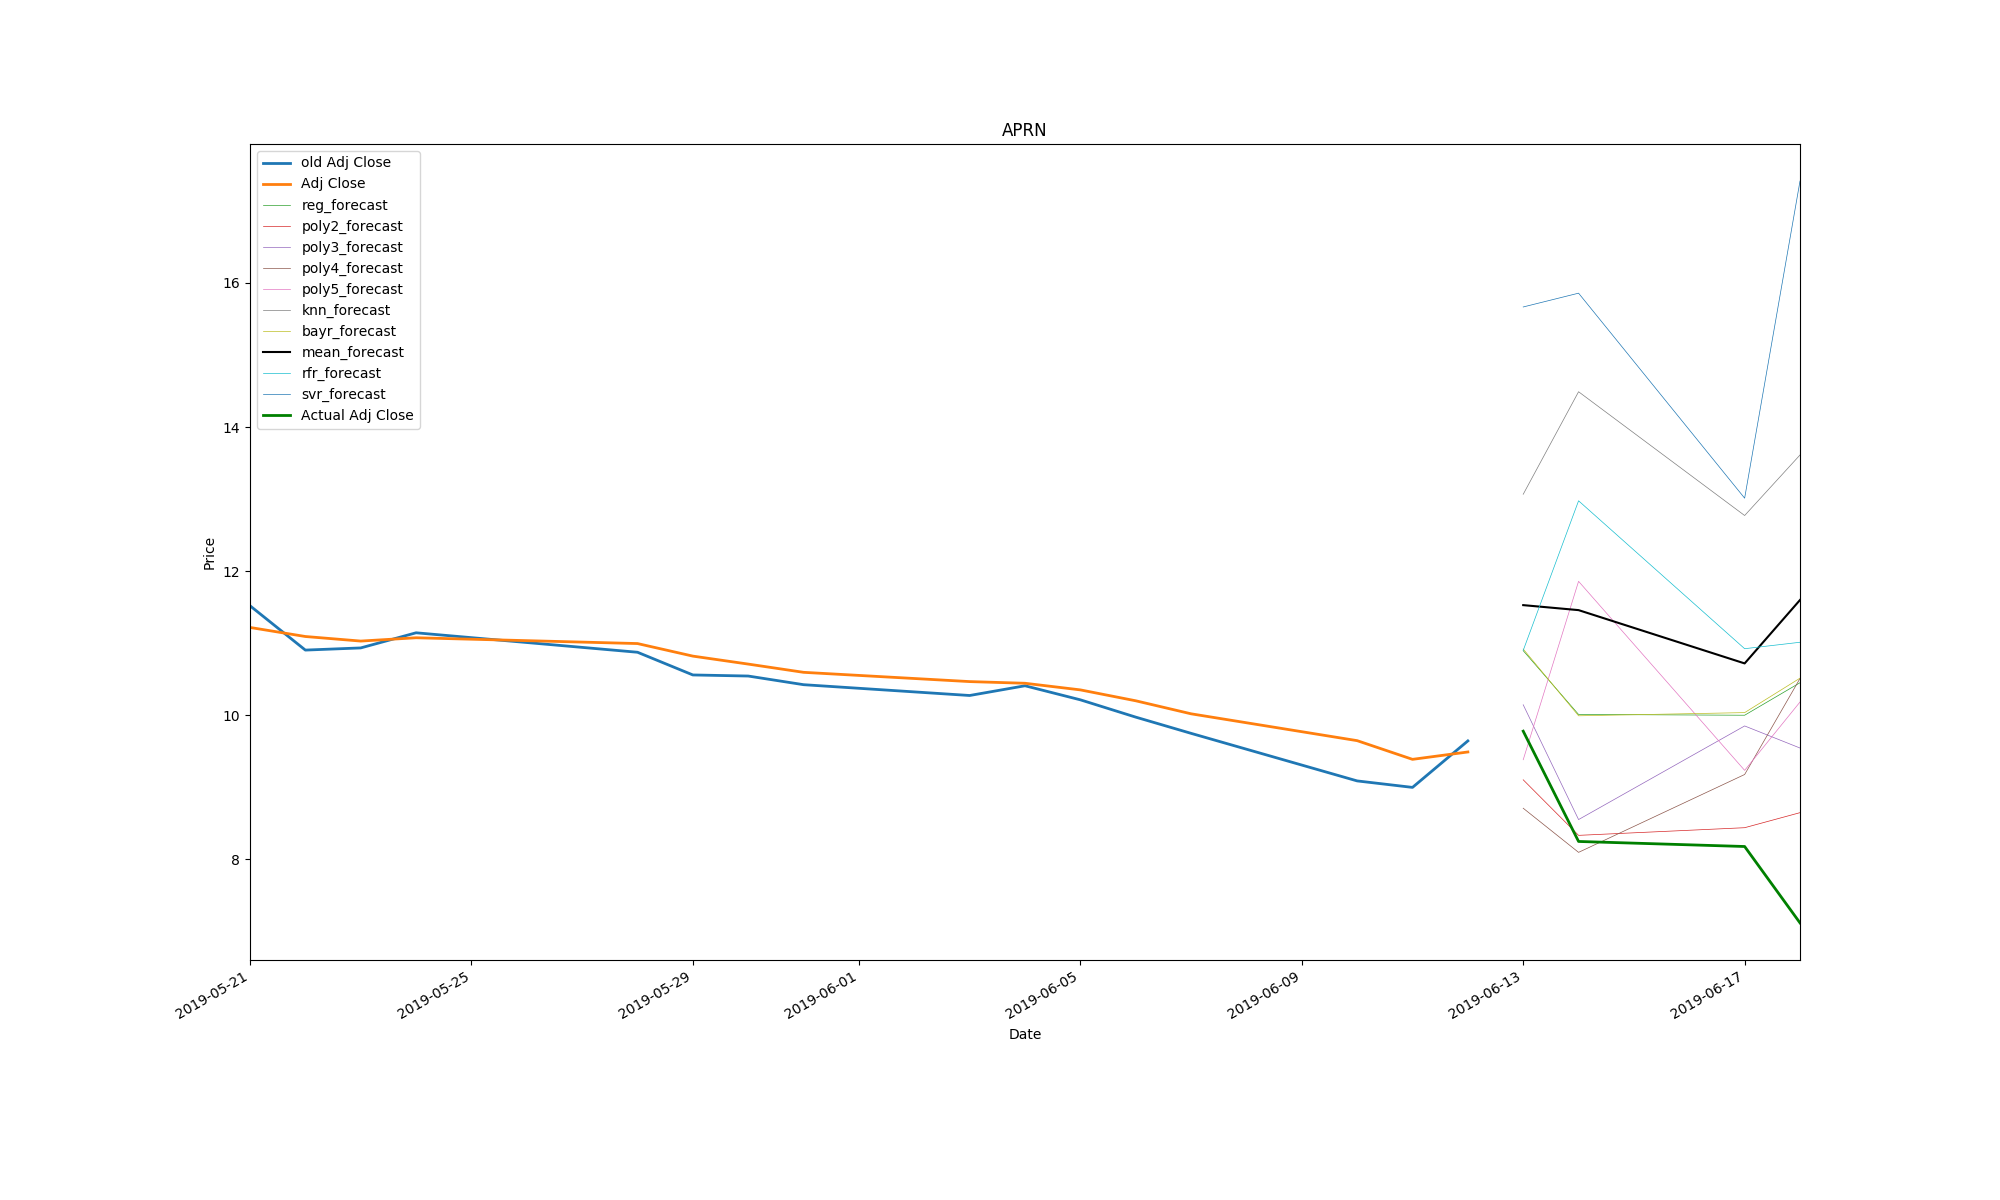 APRN
old Adj Close
Adj Close
reg_forecast
poly2_forecast
poly3_forecast
poly4_forecast
poly5_forecast
knn_forecast
bayr_forecast
mean_forecast
rfr_forecast
svr_forecast
Actual Adj Close
16
14
12
10
8
Price
2019-05-21
2019-05-25
2019-05-29
2019-06-01
2019-06-05
2019-06-09
2019-06-13
2019-06-17
Date